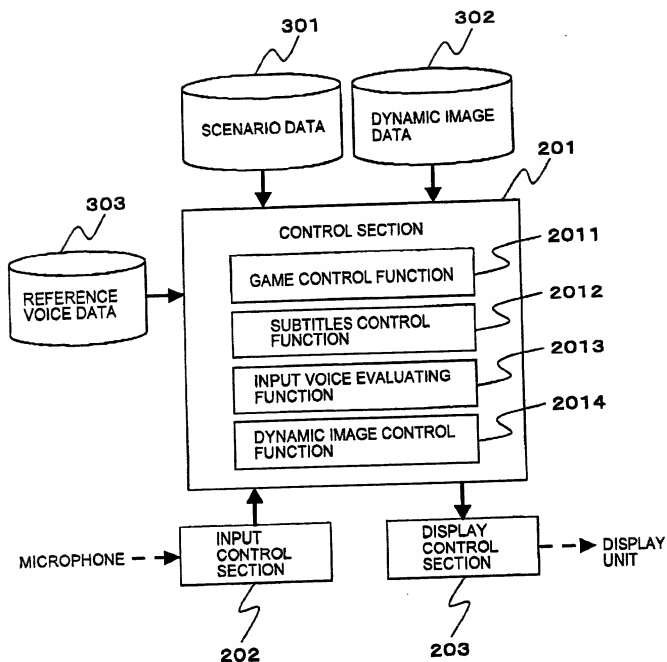 301
302
SCENARIO DATA
DYNAMIC IMAGE
DATA
201
303
CONTROL SECTION
2011
REFERENCE
VOICE DATA
GAME CONTROL FUNCTION
2012
SUBTITLES CONTROL
FUNCTION
2013
INPUT VOICE EVALUATING
FUNCTION
2014
DYNAMIC IMAGE CONTROL
FUNCTION
MICROPHONE
INPUT
CONTROL
SECTION
DISPLAY
CONTROL
SECTION
DISPLAY
UNIT
202
203